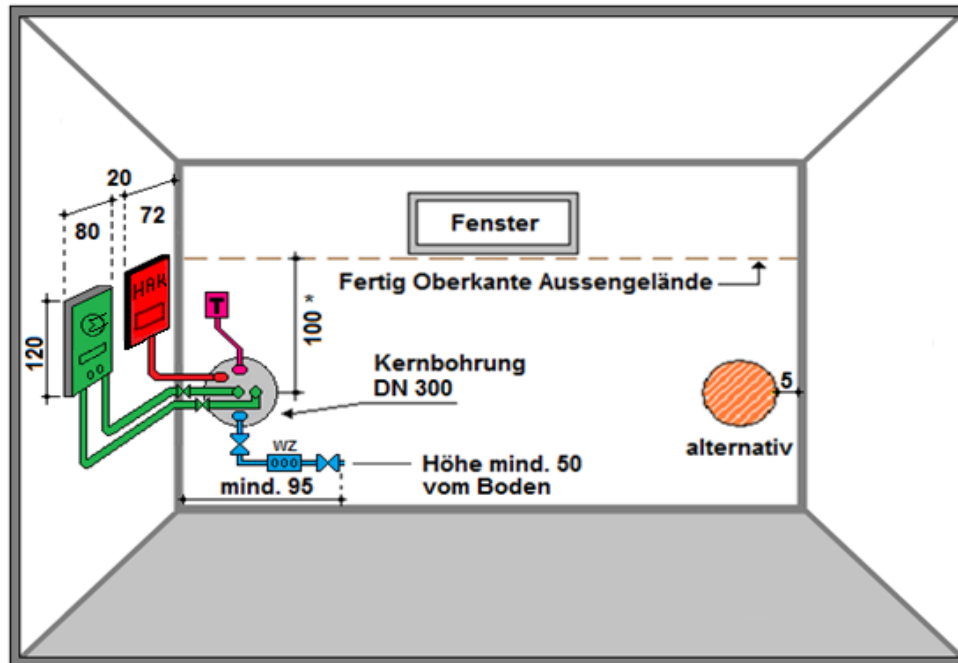 20
72
80
HAK
120
T
100 *
Fenster
Fertig Oberkante Aussengelände
Kernbohrung
DN 300
5
alternativ
WZ
Höhe mind. 50
vom Boden
mind. 95